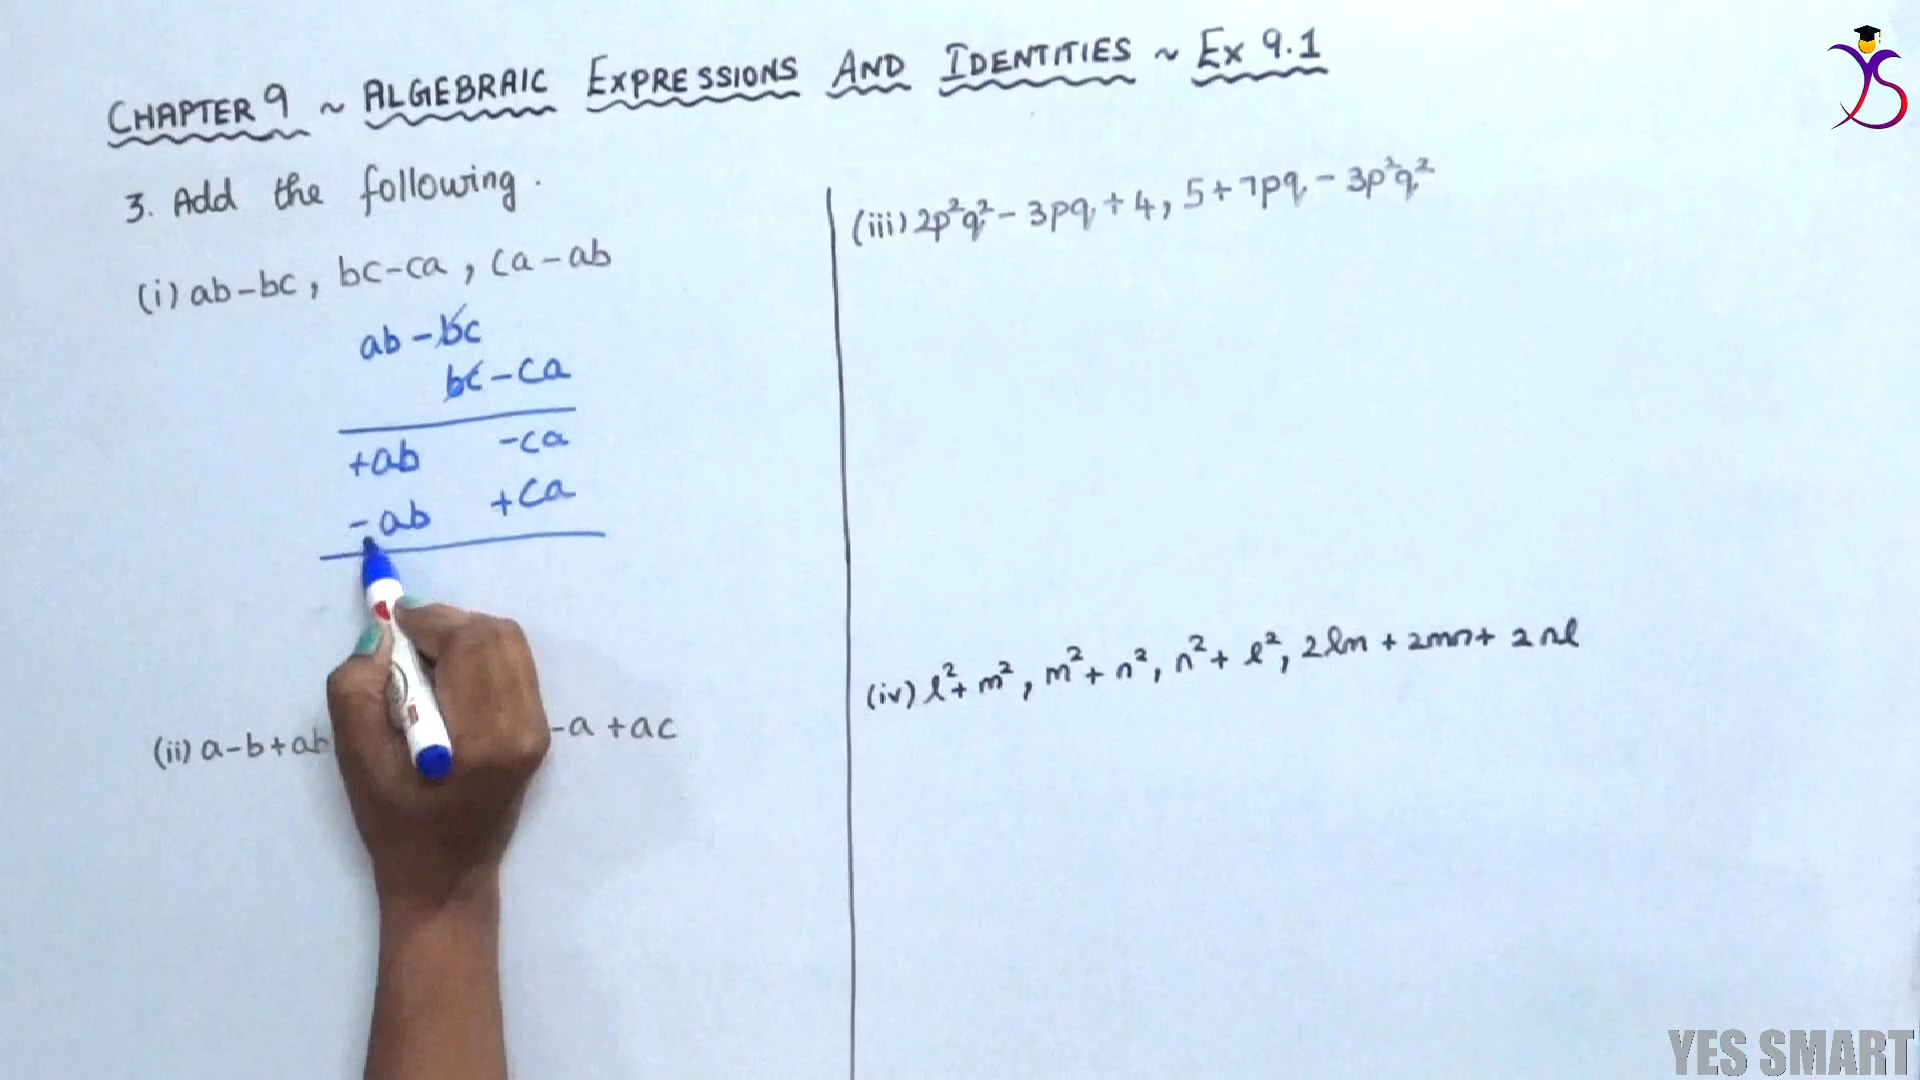 CHAPTER 9 ~ ALGEBRAIC EXPRESSIONS AND IDENTITIES ~ EX 9.1
3. Add the following.
(i) ab-bc, bc-ca, ca-ab
ab - bc
bc - ca
+ab -ca
-ab +ca
(ii) a-b+ab -a +ac
(iii) 2p²q² - 3pq + 4, 5 + 7pq - 3p²q²
(iv) l² + m², m² + n², n² + l², 2lm + 2mn + 2nl
YES SMART